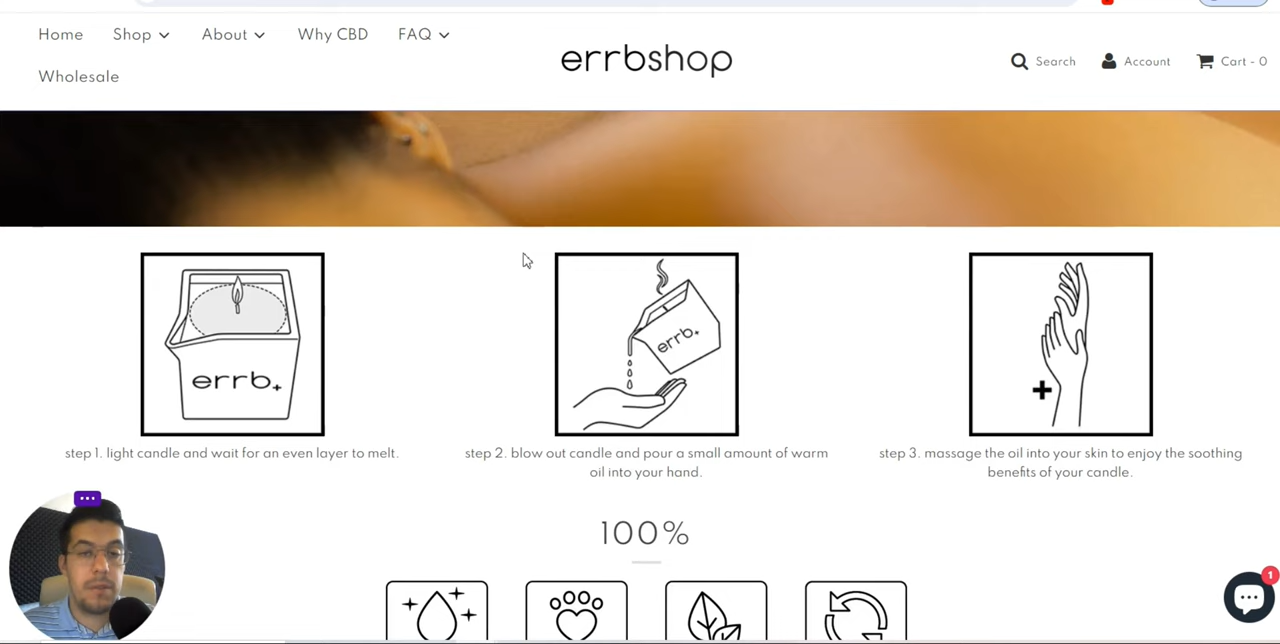 Home Shop About Why CBD FAQ
Wholesale
errbshop
Search Account Cart - 0
errb.+
errb.+
step 1. light candle and wait for an even layer to melt.
step 2. blow out candle and pour a small amount of warm
oil into your hand.
step 3. massage the oil into your skin to enjoy the soothing
benefits of your candle.
100%
1